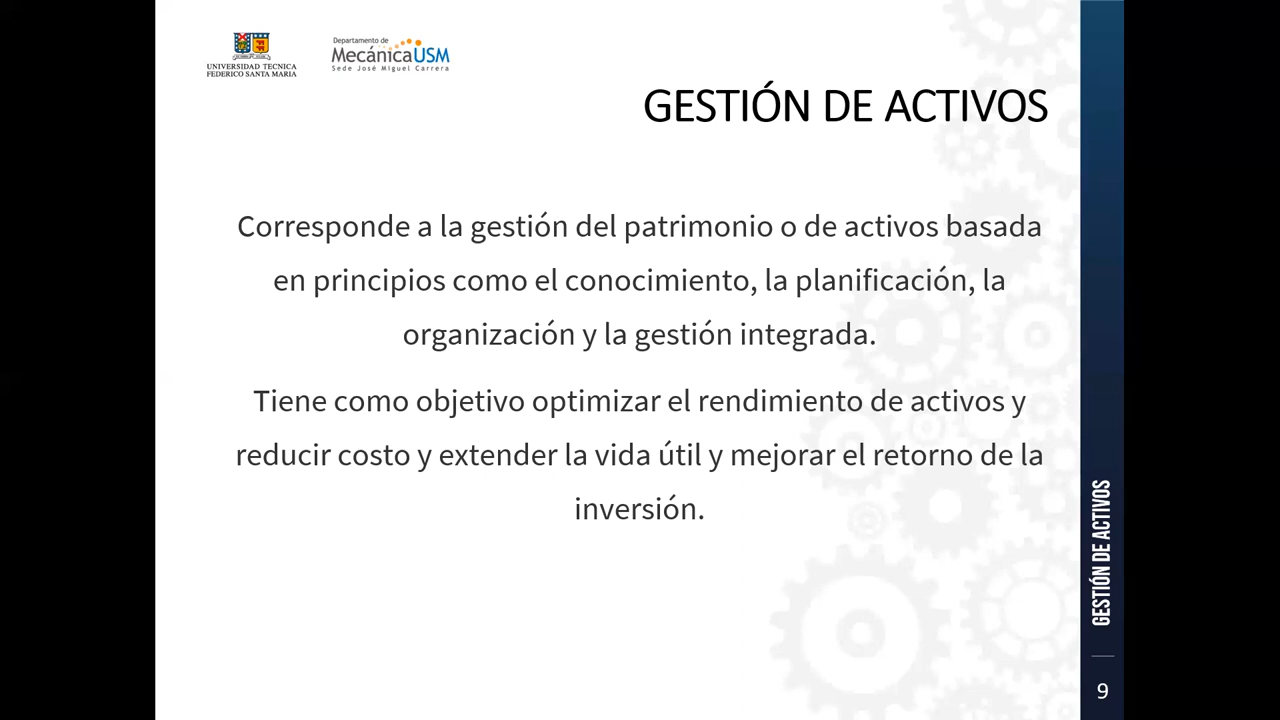 UNIVERSIDAD TECNICA
FEDERICO SANTA MARIA
Departamento de
MecánicaUSM
Sede José Miguel Carrera
GESTIÓN DE ACTIVOS
Corresponde a la gestión del patrimonio o de activos basada
en principios como el conocimiento, la planificación, la
organización y la gestión integrada.
Tiene como objetivo optimizar el rendimiento de activos y
reducir costo y extender la vida útil y mejorar el retorno de la
inversión.
GESTIÓN DE ACTIVOS
9